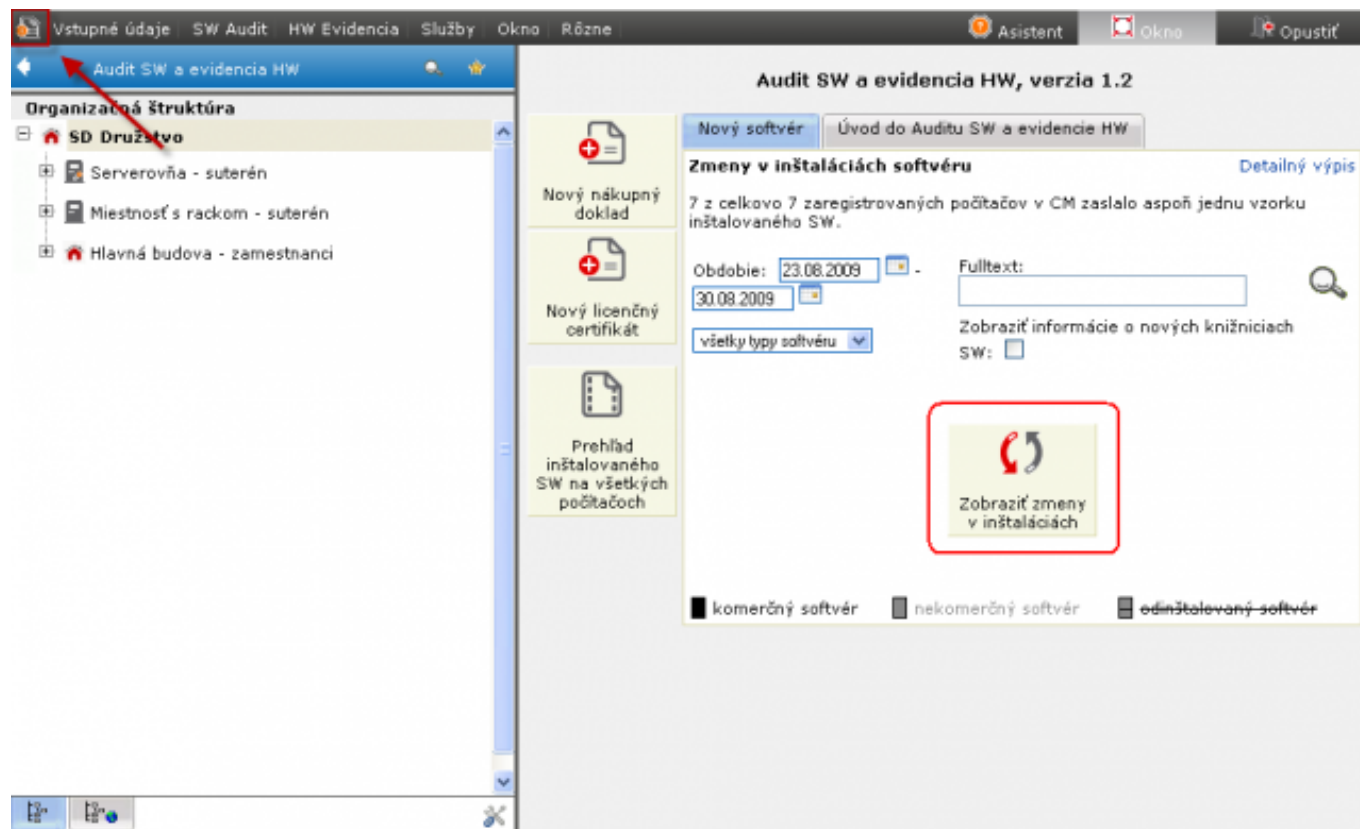 Vstupné údaje SW Audit HW Evidencia Služby Okno Rôzne Asistent Okno Opustiť
Audit SW a evidencia HW
Organizačná štruktúra
SD Družstvo
Serverovňa - suterén
Miestnosť s rackom - suterén
Hlavná budova - zamestnanci
Audit SW a evidencia HW, verzia 1.2
Nový nákupný
doklad
Nový licenčný
certifikát
Prehľad
inštalovaného
SW na všetkých
počítačoch
Nový softvér Úvod do Auditu SW a evidencie HW
Zmeny v inštaláciách softvéru Detailný výpis
7 z celkovo 7 zaregistrovaných počítačov v CM zaslalo aspoň jednu vzorku
inštalovaného SW.
Obdobie: 23.08.2009 -
30.08.2009
všetky typy softvéru
Fulltext:
Zobraziť informácie o nových knižniciach
SW:
Zobraziť zmeny
v inštaláciách
komerčný softvér nekomerčný softvér odinštalovaný softvér